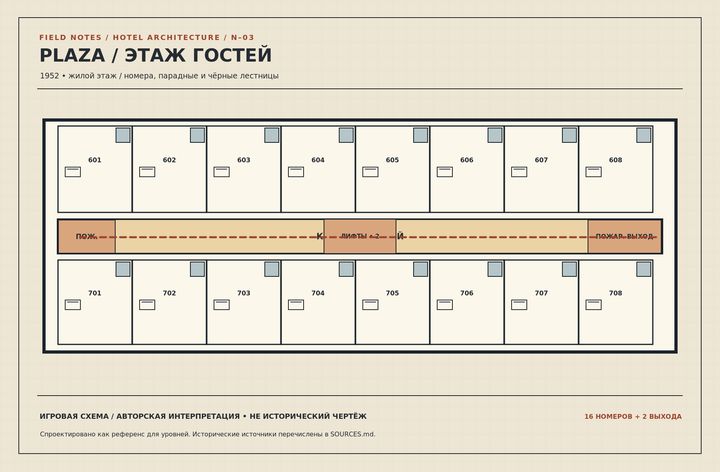 FIELD NOTES / HOTEL ARCHITECTURE / N–03
PLAZA / ЭТАЖ ГОСТЕЙ
1952 • жилой этаж / номера, парадные и чёрные лестницы
601 602 603 604 605 606 607 608
ПОЖ. К ЛИФТЫ • 2 Й ПОЖАР. ВЫХОД
701 702 703 704 705 706 707 708
ИГРОВАЯ СХЕМА / АВТОРСКАЯ ИНТЕРПРЕТАЦИЯ • НЕ ИСТОРИЧЕСКИЙ ЧЕРТЁЖ
16 НОМЕРОВ + 2 ВЫХОДА
Спроектировано как референс для уровней. Исторические источники перечислены в SOURCES.md.